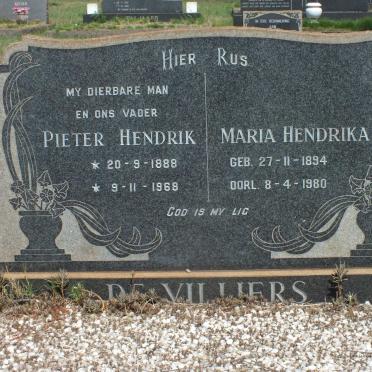 Hier Rus
My dierbare man
en ons vader
Pieter Hendrik
* 20-9-1888
* 9-11-1968
Maria Hendrika
Geb. 27-11-1894
Oorl. 8-4-1980
God is my lig
De Villiers